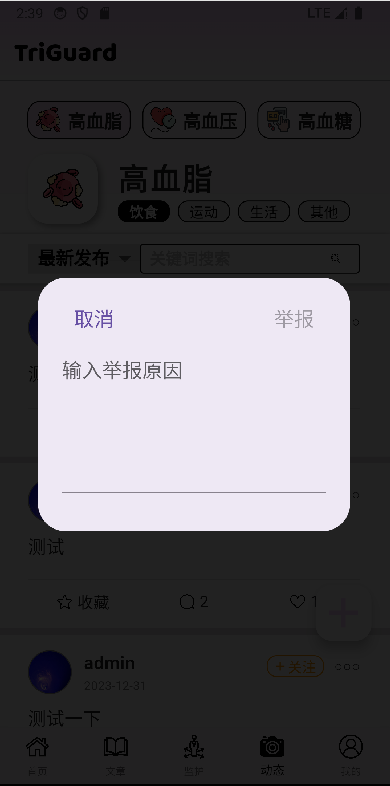 2:39 LTE
TriGuard
高血脂 高血压 高血糖
高血脂
饮食 运动 生活 其他
最新发布 关键词搜索
取消 举报
输入举报原因
测试
收藏 2 1
admin +关注
2023-12-31
测试一下
首页 文章 监测 动态 我的